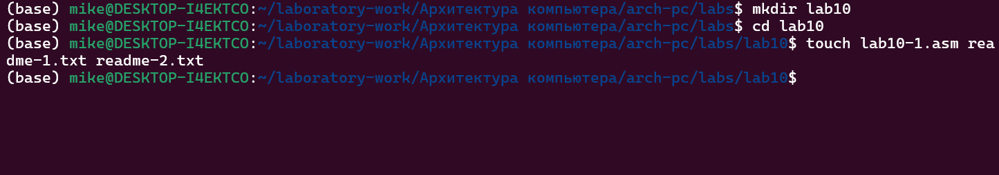 (base) mike@DESKTOP-I4EKTCO:~/laboratory-work/Архитектура компьютера/arch-pc/labs$ mkdir lab10
(base) mike@DESKTOP-I4EKTCO:~/laboratory-work/Архитектура компьютера/arch-pc/labs$ cd lab10
(base) mike@DESKTOP-I4EKTCO:~/laboratory-work/Архитектура компьютера/arch-pc/labs/lab10$ touch lab10-1.asm rea
dme-1.txt readme-2.txt
(base) mike@DESKTOP-I4EKTCO:~/laboratory-work/Архитектура компьютера/arch-pc/labs/lab10$